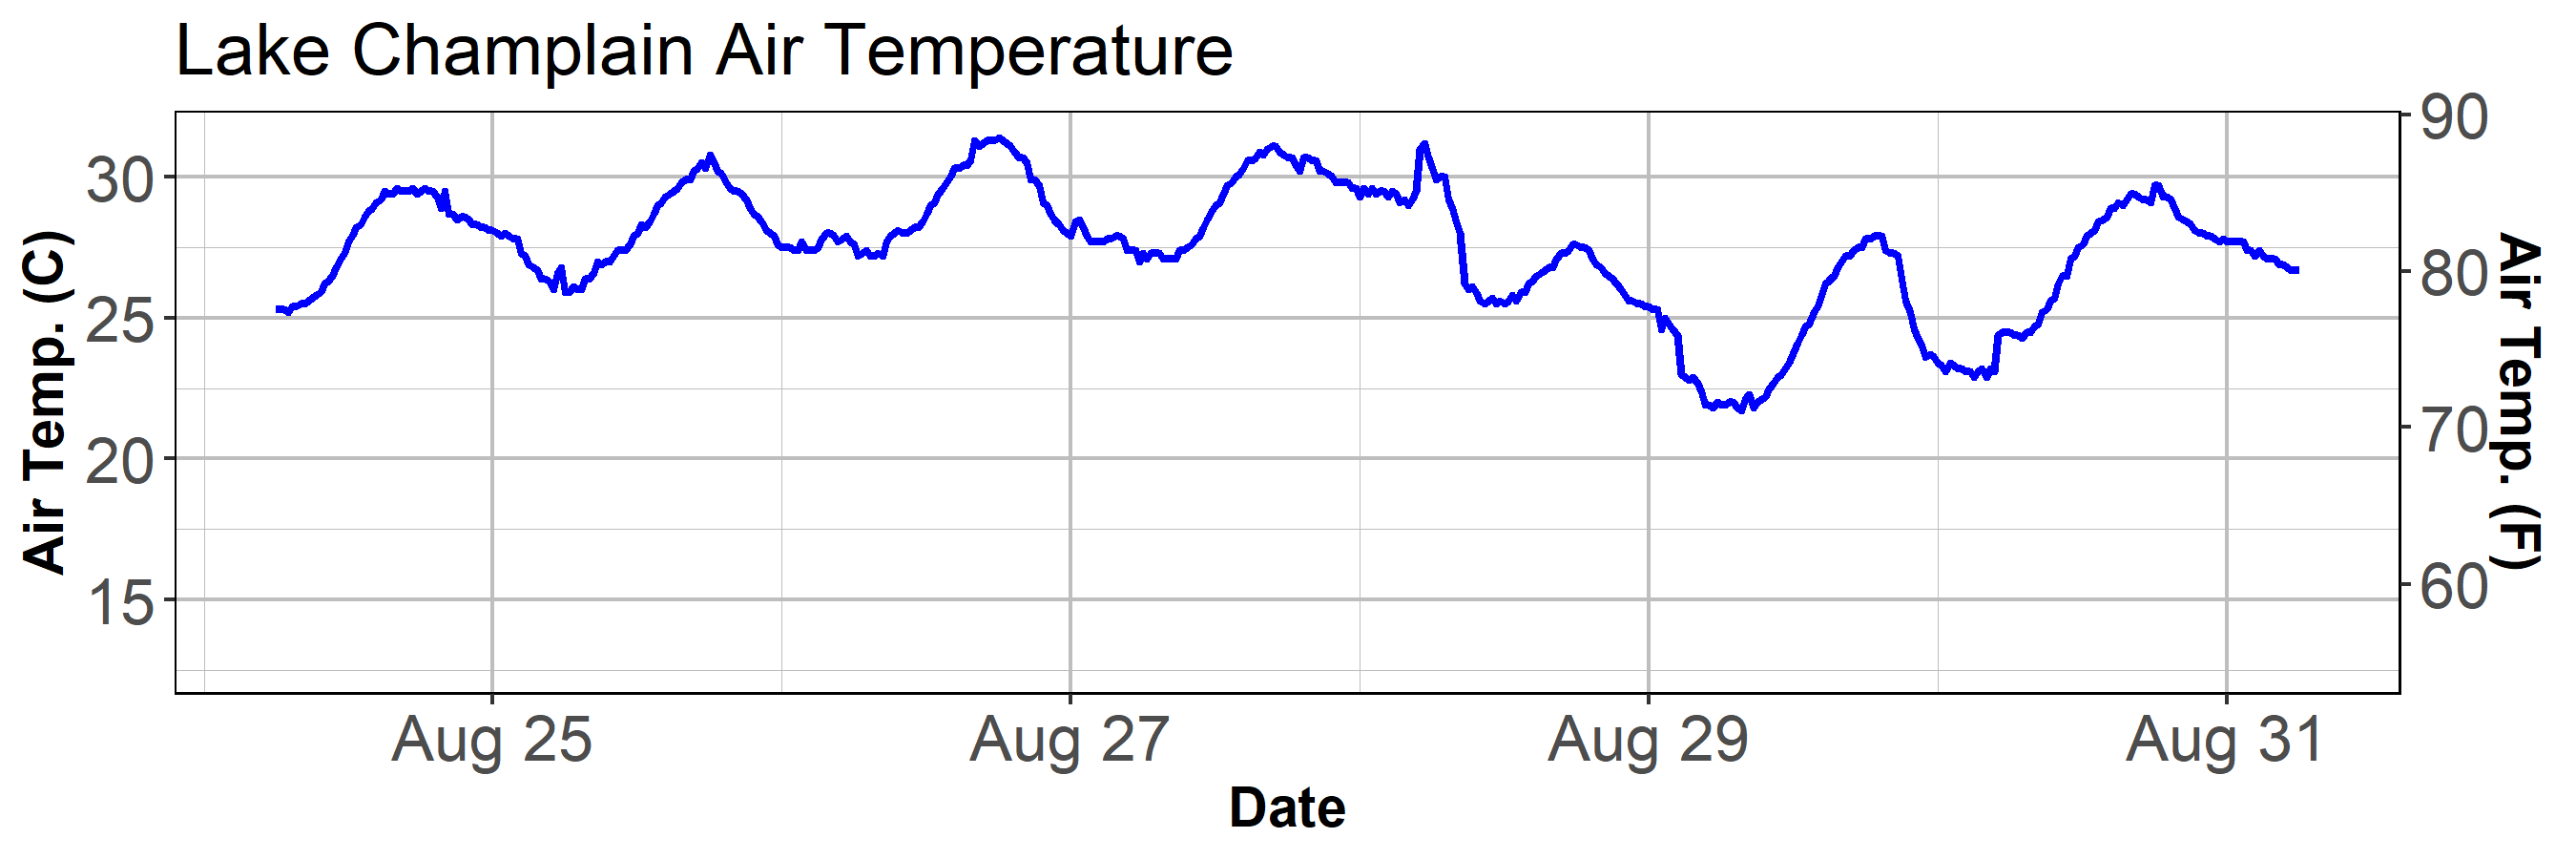 Lake Champlain Air Temperature
Air Temp. (C)
30
25
20
15
90
80
70
60
Air Temp. (F)
Aug 25
Aug 27
Aug 29
Aug 31
Date